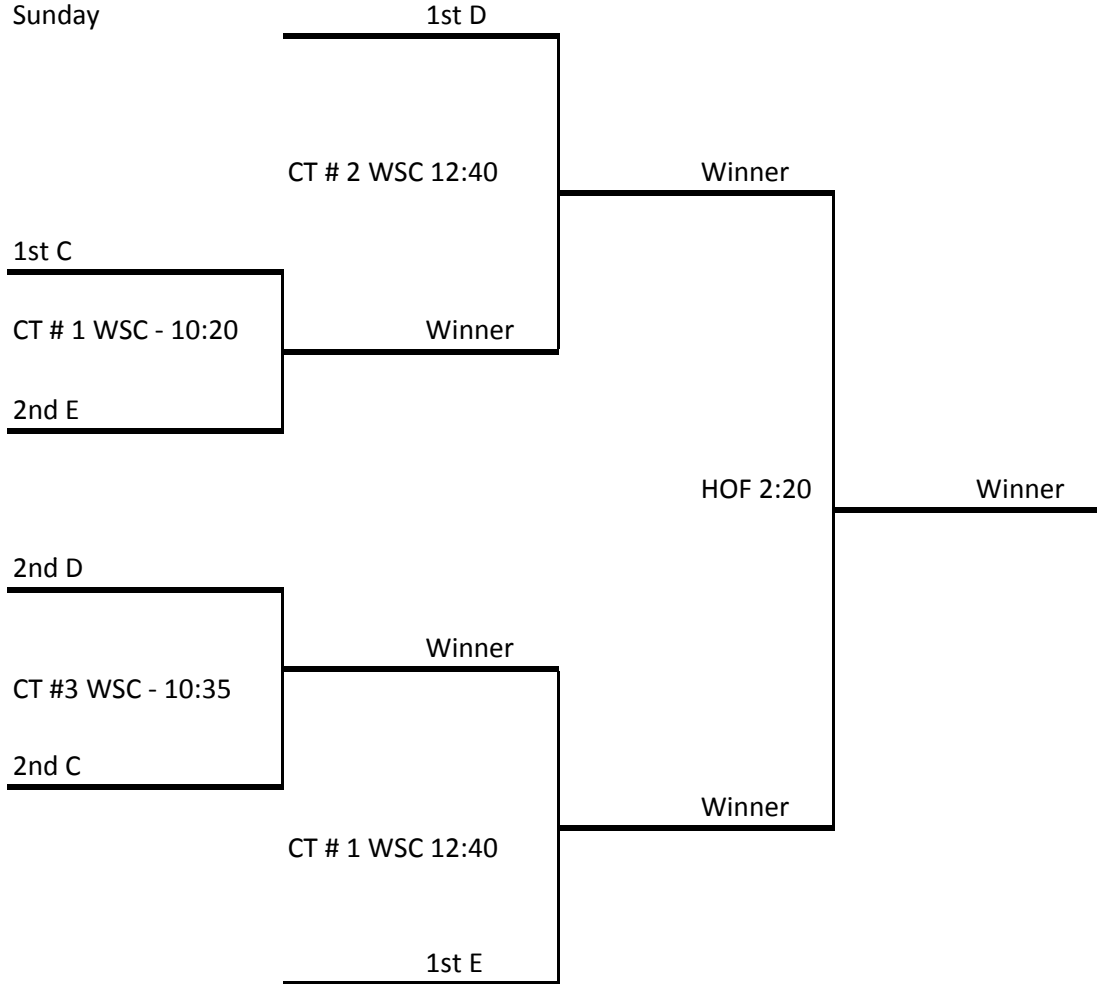 Sunday
1st D
CT # 2 WSC 12:40
Winner
1st C
CT # 1 WSC - 10:20
Winner
2nd E
HOF 2:20
Winner
2nd D
Winner
CT #3 WSC - 10:35
2nd C
Winner
CT # 1 WSC 12:40
1st E